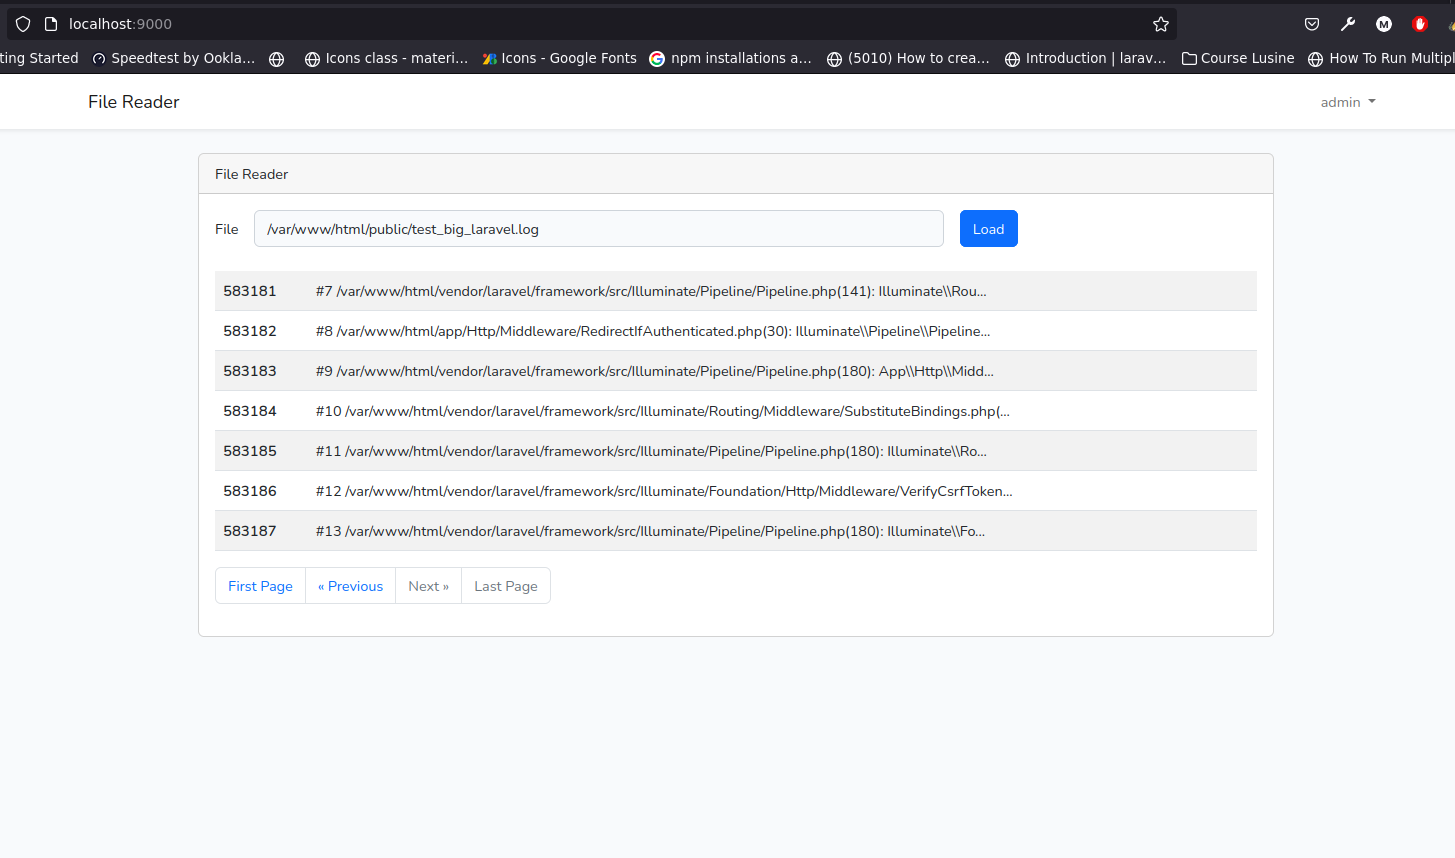 localhost:9000
ting Started Speedtest by Ookla… Icons class - materi… Icons - Google Fonts npm installations a… (5010) How to crea… Introduction | larav… Course Lusine How To Run Multipl
File Reader admin
File Reader
File /var/www/html/public/test_big_laravel.log Load
583181 #7 /var/www/html/vendor/laravel/framework/src/Illuminate/Pipeline/Pipeline.php(141): Illuminate\\Rou...
583182 #8 /var/www/html/app/Http/Middleware/RedirectIfAuthenticated.php(30): Illuminate\\Pipeline\\Pipeline...
583183 #9 /var/www/html/vendor/laravel/framework/src/Illuminate/Pipeline/Pipeline.php(180): App\\Http\\Midd...
583184 #10 /var/www/html/vendor/laravel/framework/src/Illuminate/Routing/Middleware/SubstituteBindings.php(...
583185 #11 /var/www/html/vendor/laravel/framework/src/Illuminate/Pipeline/Pipeline.php(180): Illuminate\\Ro...
583186 #12 /var/www/html/vendor/laravel/framework/src/Illuminate/Foundation/Http/Middleware/VerifyCsrfToken...
583187 #13 /var/www/html/vendor/laravel/framework/src/Illuminate/Pipeline/Pipeline.php(180): Illuminate\\Fo...
First Page « Previous Next » Last Page